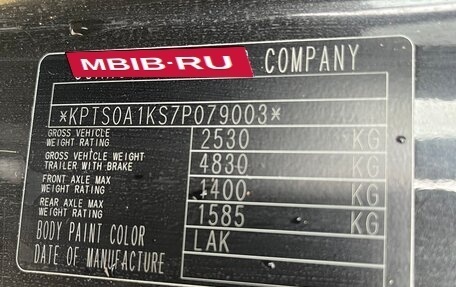 MBIB-RU
COMPANY
*KPTS0A1KS7P079003*
GROSS VEHICLE
WEIGHT RATING 2530 KG
GROSS VEHICLE WEIGHT
TRAILER WITH BRAKE 4830 KG
FRONT AXLE MAX
WEIGHT RATING 1400 KG
REAR AXLE MAX
WEIGHT RATING 1585 KG
BODY PAINT COLOR LAK
DATE OF MANUFACTURE